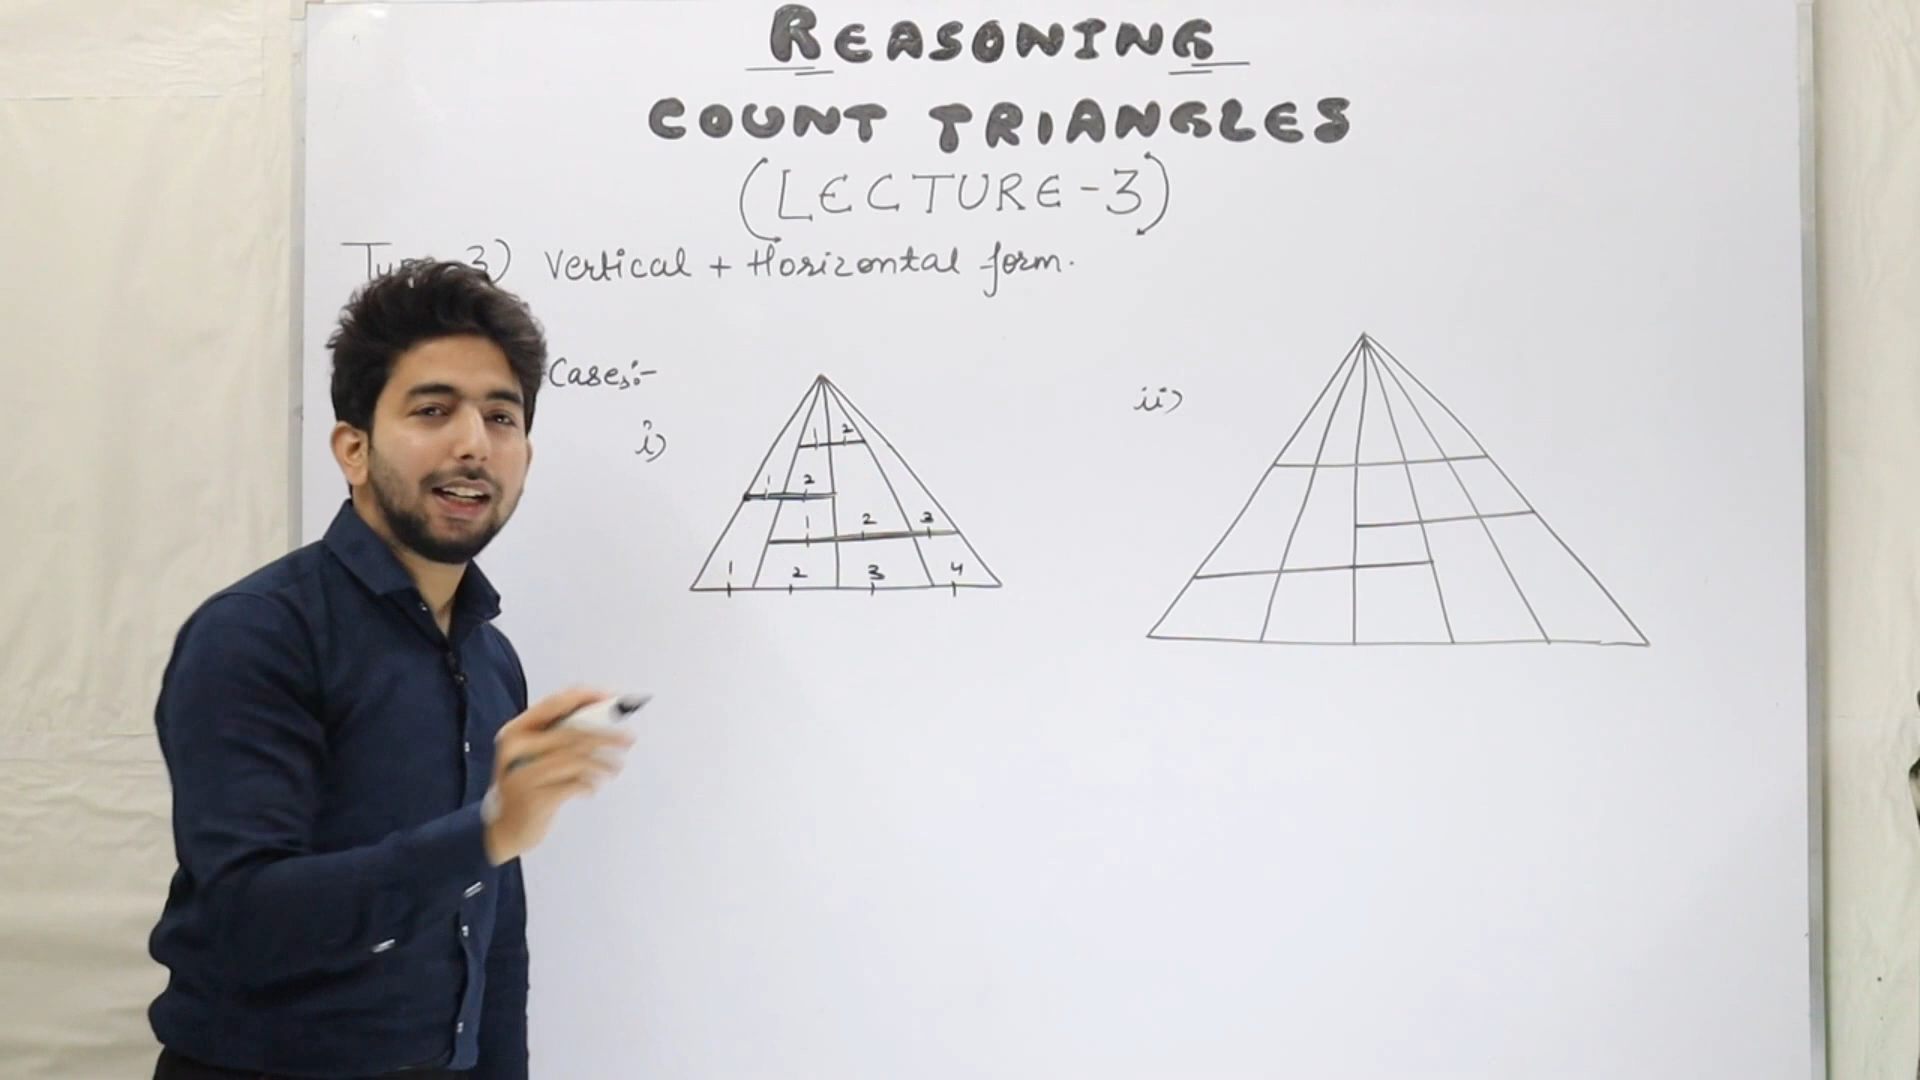 REASONING
COUNT TRIANGLES
(LECTURE-3)
3) Vertical + Horizontal form.
Cases:-
i)
ii)
1 2
1 2
1 2 3
1 2 3 4